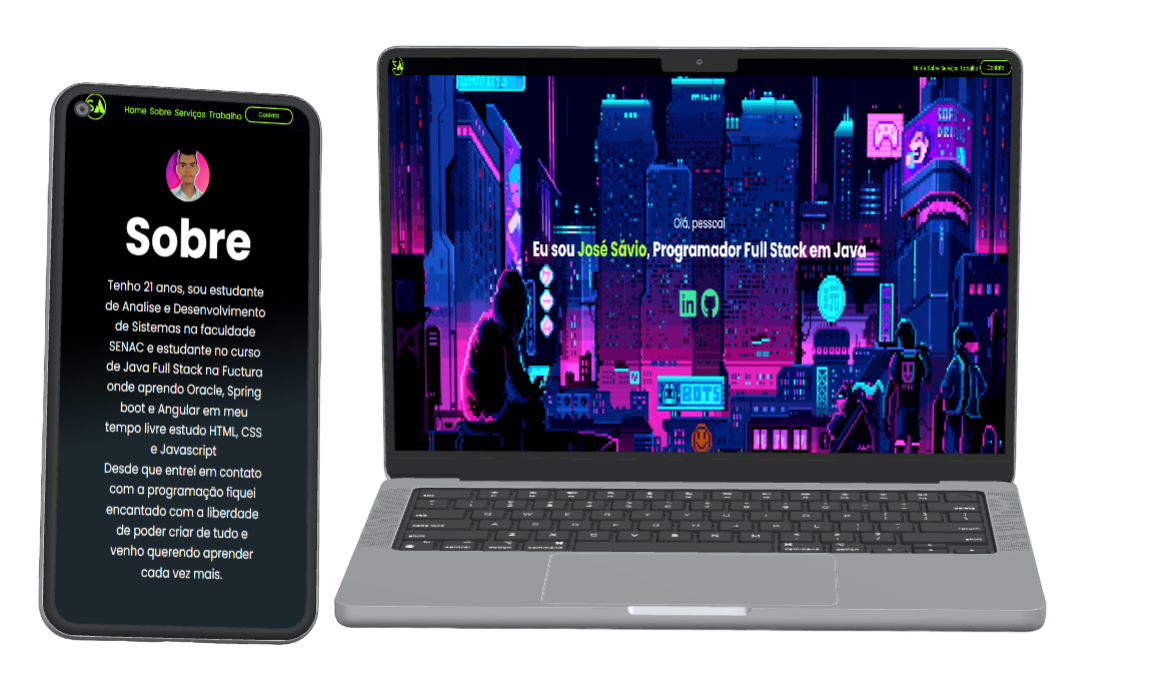 SA
Home Sobre Serviços Trabalho
Contato
Sobre
Tenho 21 anos, sou estudante
de Analise e Desenvolvimento
de Sistemas na faculdade
SENAC e estudante no curso
de Java Full Stack na Fuctura
onde aprendo Oracle, Spring
boot e Angular em meu
tempo livre estudo HTML, CSS
e Javascript
Desde que entrei em contato
com a programação fiquei
encantado com a liberdade
de poder criar de tudo e
venho querendo aprender
cada vez mais.
SA
Home Sobre Serviços Trabalho
Contato
GAMING
Olá, pessoal
Eu sou José Sávio, Programador Full Stack em Java
in
BOTS